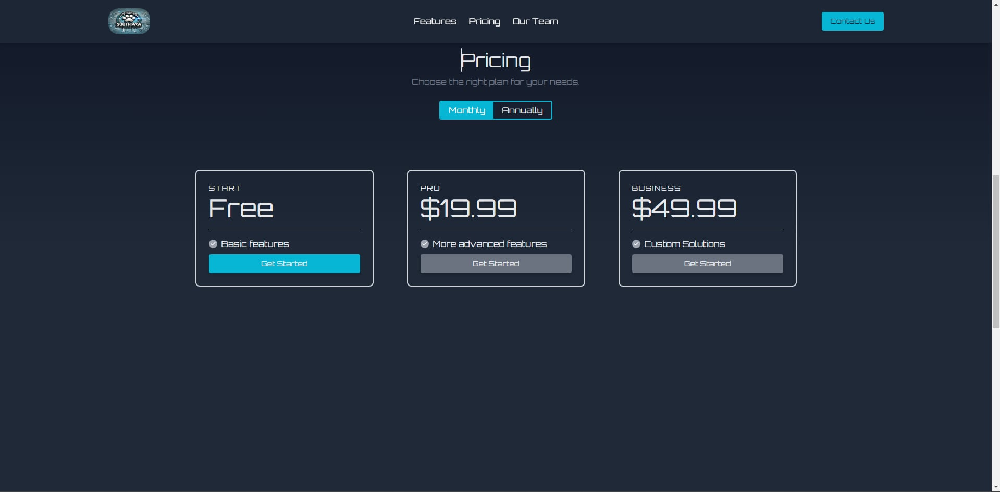 SOUTH PAW
Features Pricing Our Team
Contact Us
Pricing
Choose the right plan for your needs.
Monthly Annually
START
Free
Basic features
Get Started
PRO
$19.99
More advanced features
Get Started
BUSINESS
$49.99
Custom Solutions
Get Started